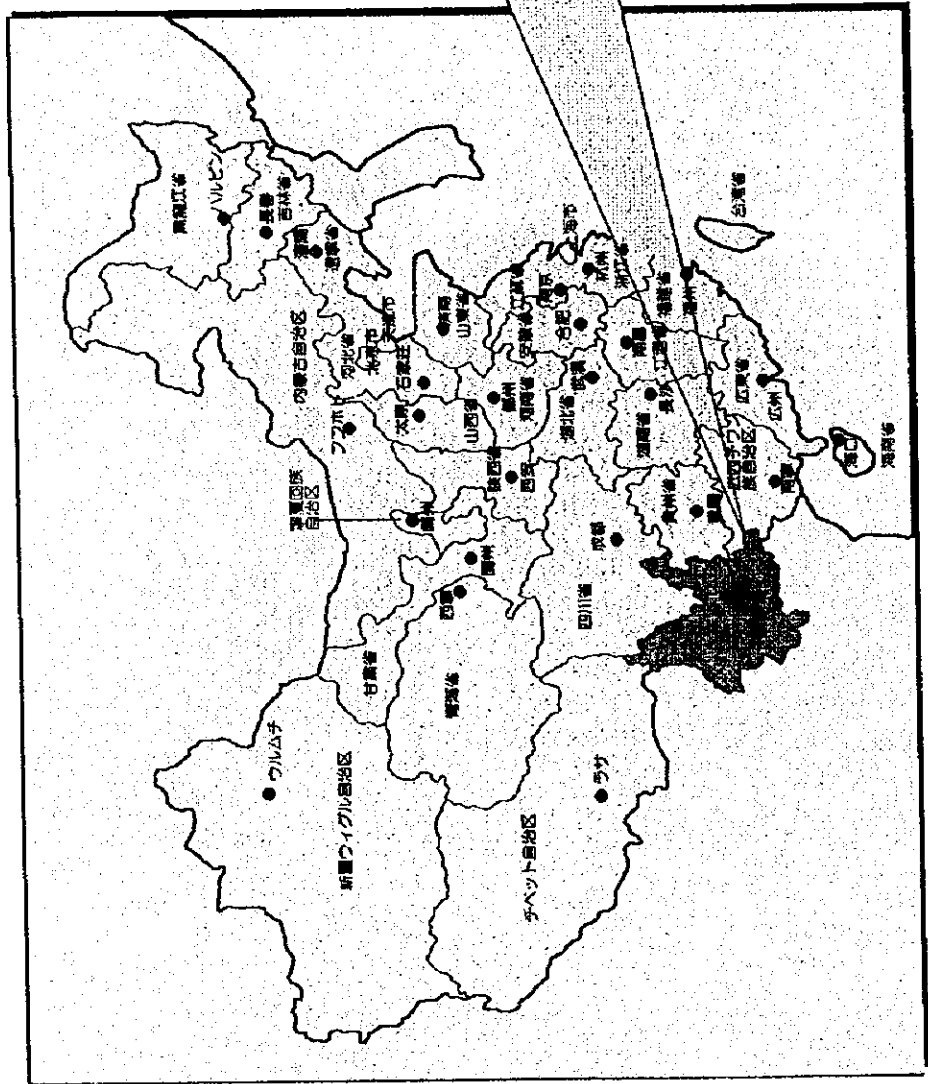 黒龍江省
ハルビン
長春
吉林省
瀋陽
遼寧省
内蒙古自治区
フフホト
河北省
北京市
天津市
石家庄
太原
山西省
済南
山東省
寧夏回族
自治区
銀川
蘭州
西寧
陝西省
西安
鄭州
河南省
安徽省
江蘇省
南京
合肥
上海市
杭州
浙江省
湖北省
武漢
湖南省
長沙
南昌
江西省
福建省
福州
台湾省
広東省
広州
広西チワン
族自治区
南寧
海口
海南省
貴州省
貴陽
四川省
成都
甘粛省
青海省
新疆ウイグル自治区
ウルムチ
チベット自治区
ラサ